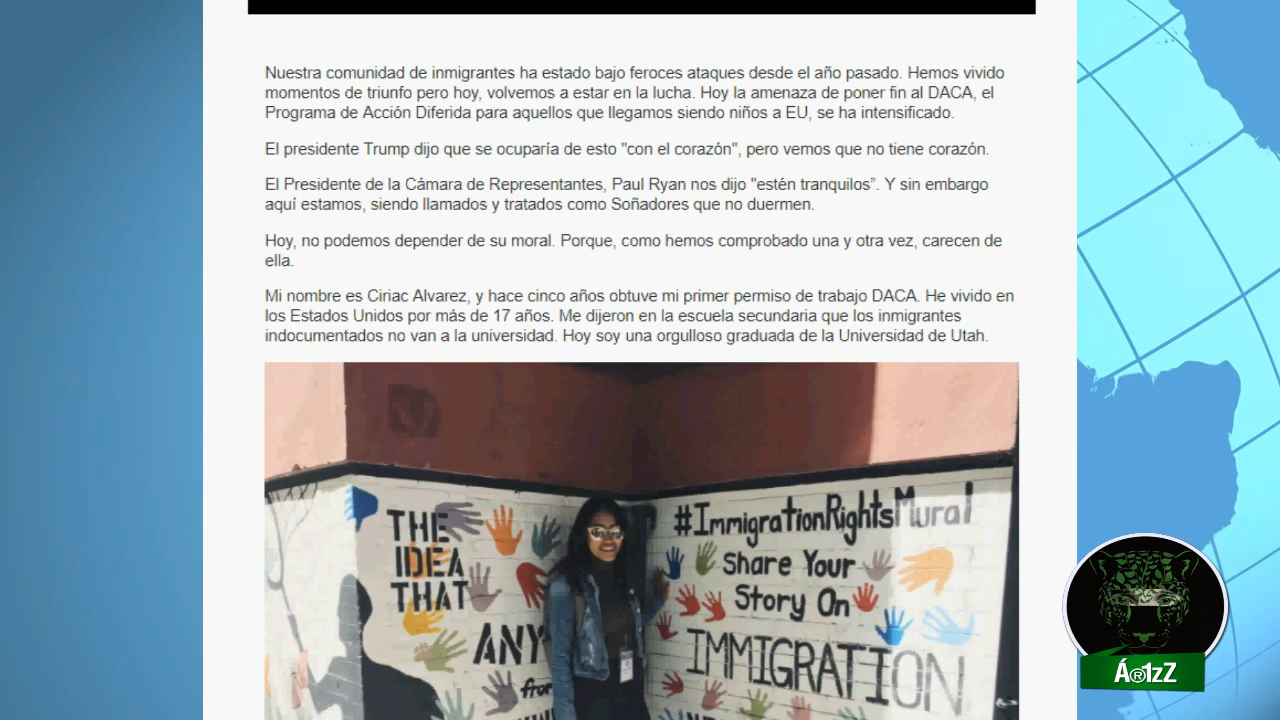 Nuestra comunidad de inmigrantes ha estado bajo feroces ataques desde el año pasado. Hemos vivido
momentos de triunfo pero hoy, volvemos a estar en la lucha. Hoy la amenaza de poner fin al DACA, el
Programa de Acción Diferida para aquellos que llegamos siendo niños a EU, se ha intensificado.
El presidente Trump dijo que se ocuparía de esto "con el corazón", pero vemos que no tiene corazón.
El Presidente de la Cámara de Representantes, Paul Ryan nos dijo "estén tranquilos”. Y sin embargo
aquí estamos, siendo llamados y tratados como Soñadores que no duermen.
Hoy, no podemos depender de su moral. Porque, como hemos comprobado una y otra vez, carecen de
ella.
Mi nombre es Ciriac Alvarez, y hace cinco años obtuve mi primer permiso de trabajo DACA. He vivido en
los Estados Unidos por más de 17 años. Me dijeron en la escuela secundaria que los inmigrantes
indocumentados no van a la universidad. Hoy soy una orgulloso graduada de la Universidad de Utah.
THE
IDEA
THAT
ANY
from
#ImmigrationRightsMural
Share Your
Story On
IMMIGRATION
Á®1zZ